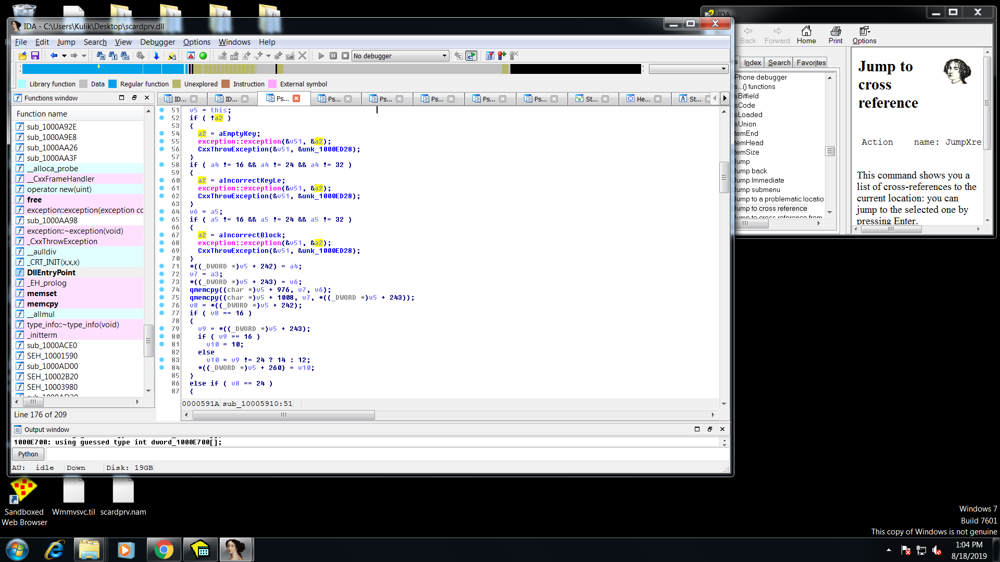 IDA - C:\Users\Kulik\Desktop\scardprv.dll
File Edit Jump Search View Debugger Options Windows Help
No debugger
Library function Data Regular function Unexplored Instruction External symbol
Functions window
ID... ID... Ps... Ps... Ps... Ps... Ps... Ps... St... He... St...
Function name
sub_1000A92E
sub_1000A9E8
sub_1000AA26
sub_1000AA3F
__alloca_probe
__CxxFrameHandler
operator new(uint)
free
exception::exception(exception cc
sub_1000AA98
exception::~exception(void)
_CxxThrowException
__aulldiv
_CRT_INIT(x,x,x)
DllEntryPoint
_EH_prolog
memset
memcpy
__allmul
type_info::~type_info(void)
_initterm
sub_1000ACE0
SEH_10001590
sub_1000AD00
SEH_10002B20
SEH_10003980
Line 176 of 209
51 v5 = this;
52 if ( !a2 )
53 {
54 a2 = aEmptyKey;
55 exception::exception(&v51, &a2);
56 CxxThrowException(&v51, &unk_1000ED28);
57 }
58 if ( a4 != 16 && a4 != 24 && a4 != 32 )
59 {
60 a2 = aIncorrectKeyLe;
61 exception::exception(&v51, &a2);
62 CxxThrowException(&v51, &unk_1000ED28);
63 }
64 v6 = a5;
65 if ( a5 != 16 && a5 != 24 && a5 != 32 )
66 {
67 a2 = aIncorrectBlock;
68 exception::exception(&v51, &a2);
69 CxxThrowException(&v51, &unk_1000ED28);
70 }
71 *((_DWORD *)v5 + 242) = a4;
72 v7 = a3;
73 *((_DWORD *)v5 + 243) = v6;
74 qmemcpy((char *)v5 + 976, v7, v6);
75 qmemcpy((char *)v5 + 1008, v7, *((_DWORD *)v5 + 243));
76 v8 = *((_DWORD *)v5 + 242);
77 if ( v8 == 16 )
78 {
79 v9 = *((_DWORD *)v5 + 243);
80 if ( v9 == 16 )
81 v10 = 10;
82 else
83 v10 = v9 != 24 ? 14 : 12;
84 *((_DWORD *)v5 + 260) = v10;
85 }
86 else if ( v8 == 24 )
87 {
0000591A sub_10005910:51
Output window
1000E700: using guessed type int dword_1000E700[];
Python
AU: idle Down Disk: 19GB
IDA
Back Forward Home Print Options
s Index Search Favorites
Phone debugger
s...() functions
sBitfield
sCode
sLoaded
sUnion
temEnd
temHead
temSize
Jump
Jump back
Jump Immediate
Jump submenu
Jump to a problematic locatio
Jump to cross reference
Jump to cross reference from
Jump to
cross
reference
Action name: JumpXre
This command shows you a
list of cross-references to the
current location: you can
jump to the selected one by
pressing Enter.
Sandboxed
Web Browser
Wmmvsvc.til
scardprv.nam
Windows 7
Build 7601
This copy of Windows is not genuine
1:04 PM
8/18/2019